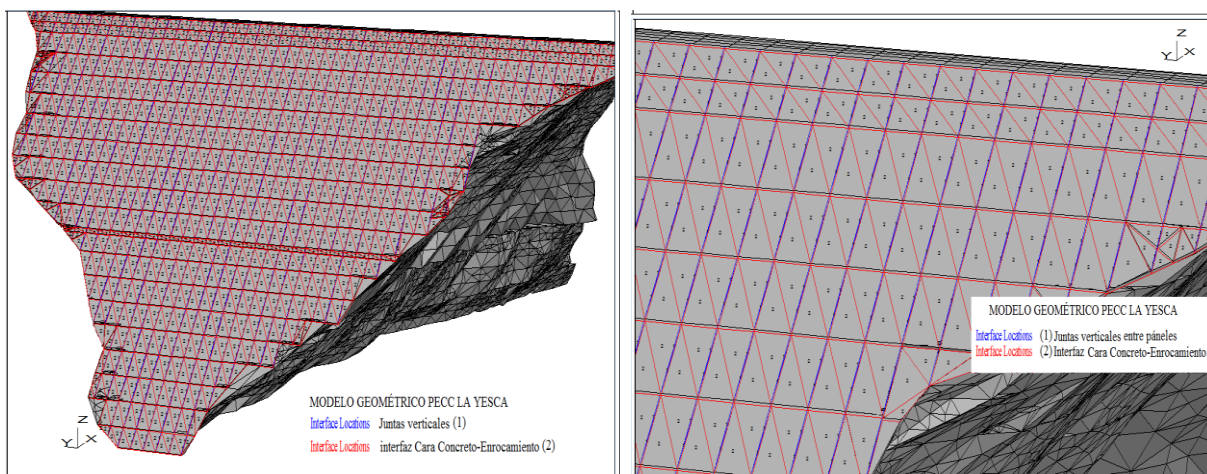 MODELO GEOMÉTRICO PECC LA YESCA
Interface Locations Juntas verticales (1)
Interface Locations interfaz Cara Concreto-Enrocamiento (2)
Z
Y X
Z
Y X
MODELO GEOMÉTRICO PECC LA YESCA
Interface Locations (1) Juntas verticales entre páneles
Interface Locations (2) Interfaz Cara Concreto-Enrocamiento